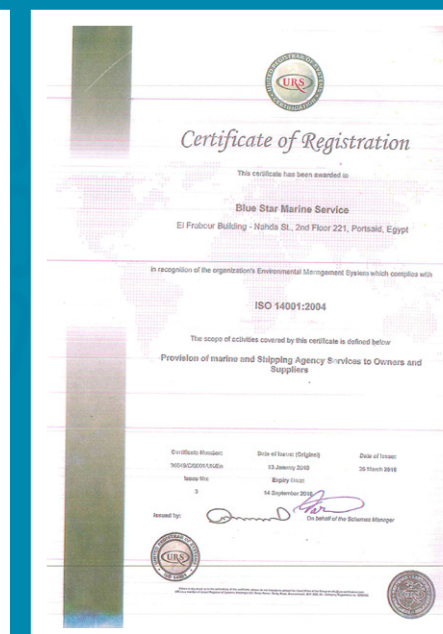 URS
Certificate of Registration
This certificate has been awarded to
Blue Star Marine Service
El Frabour Building - Nahda St., 2nd Floor 221, Portsaid, Egypt
in recognition of the organization's Environmental Management System which complies with
ISO 14001:2004
The scope of activities covered by this certificate is defined below
Provision of marine and Shipping Agency Services to Owners and
Suppliers
Certificate Number:
Date of Issue: (Original)
Date of Issue:
13 January 2010
26 March 2018
Issue No:
Expiry Date:
3
14 September 2018
Issued by:
On behalf of the Schemes Manager
URS